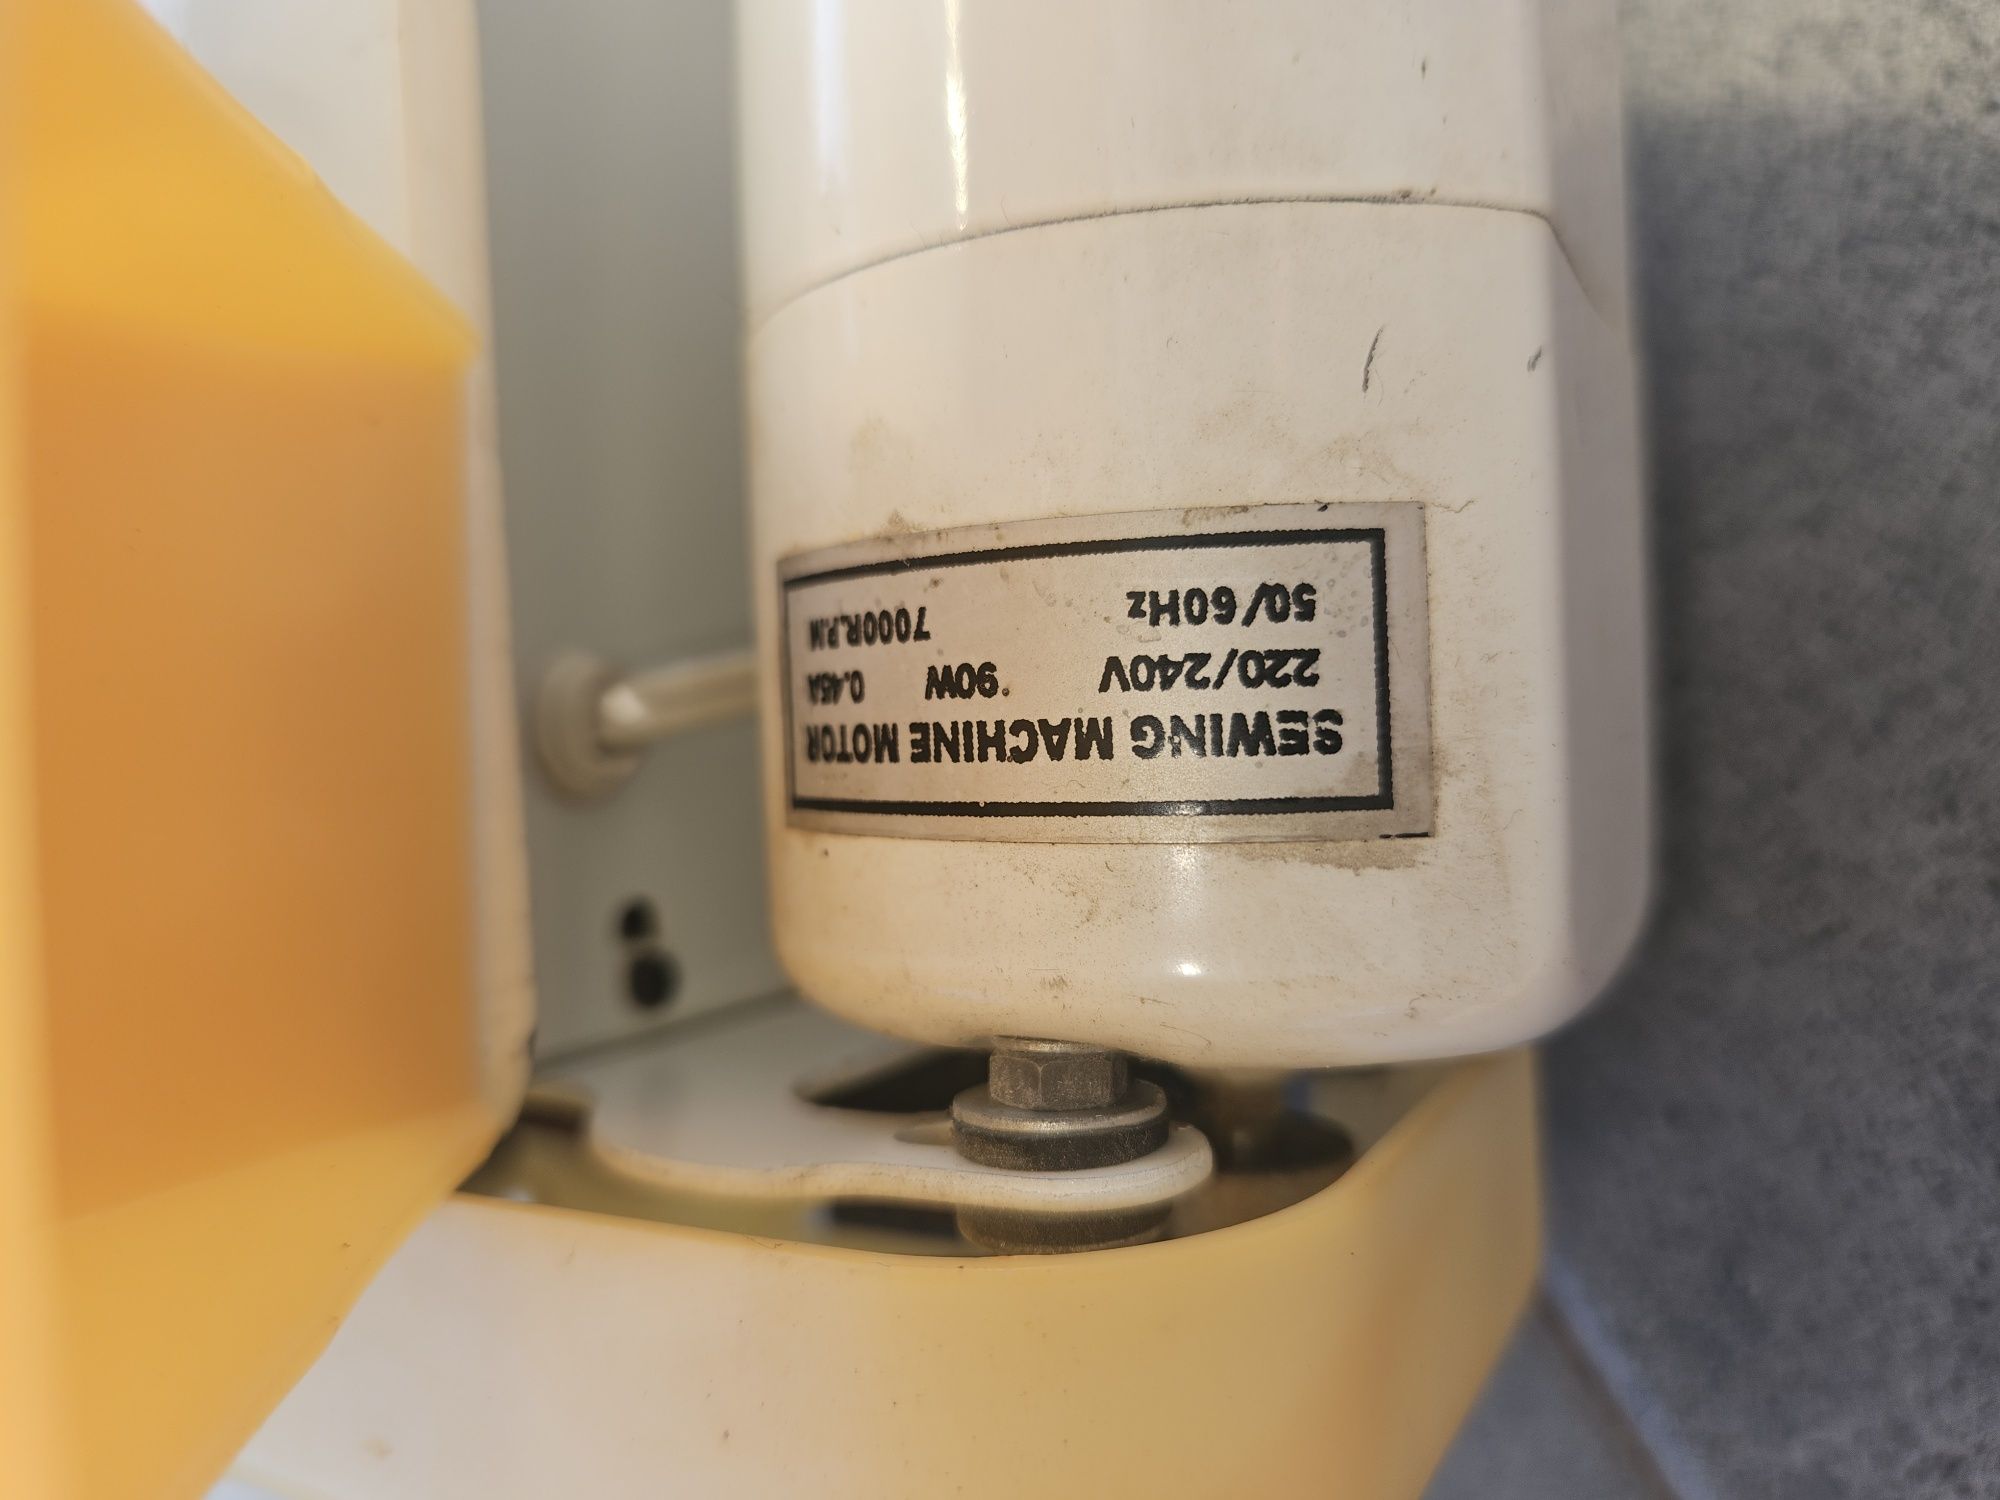 SEWING MACHINE MOTOR
220/240V 90W 0.45A
50/60Hz 7000R.P.M